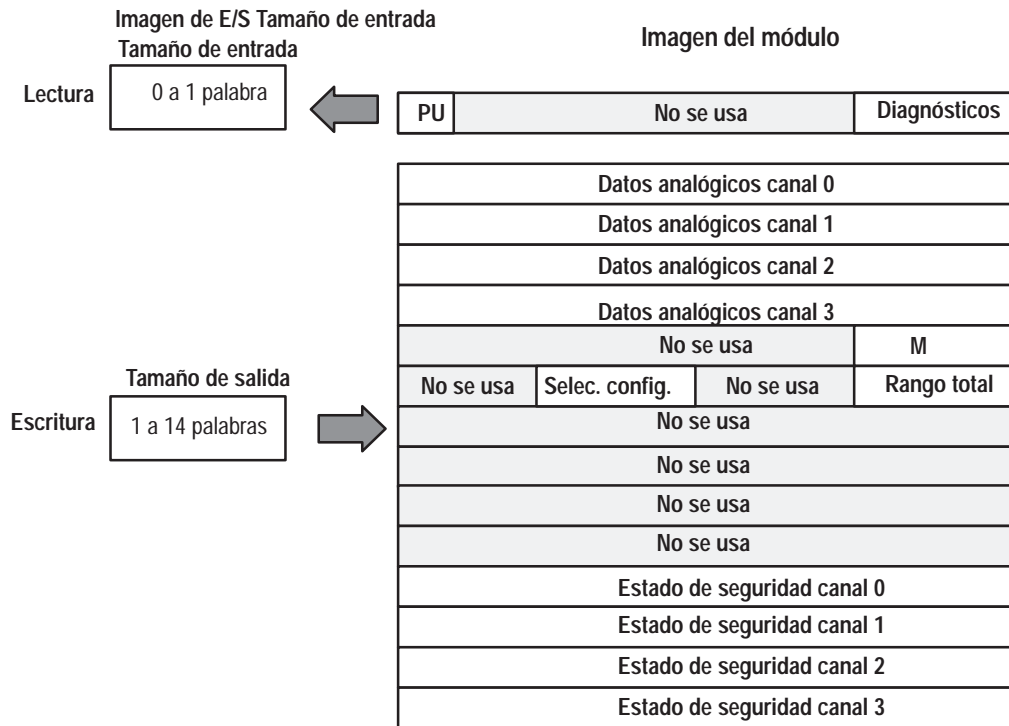 Imagen de E/S Tamaño de entrada
Tamaño de entrada
Imagen del módulo
Lectura
0 a 1 palabra
PU
No se usa
Diagnósticos
Datos analógicos canal 0
Datos analógicos canal 1
Datos analógicos canal 2
Datos analógicos canal 3
No se usa
M
Tamaño de salida
No se usa
Selec. config.
No se usa
Rango total
Escritura
1 a 14 palabras
No se usa
No se usa
No se usa
No se usa
Estado de seguridad canal 0
Estado de seguridad canal 1
Estado de seguridad canal 2
Estado de seguridad canal 3